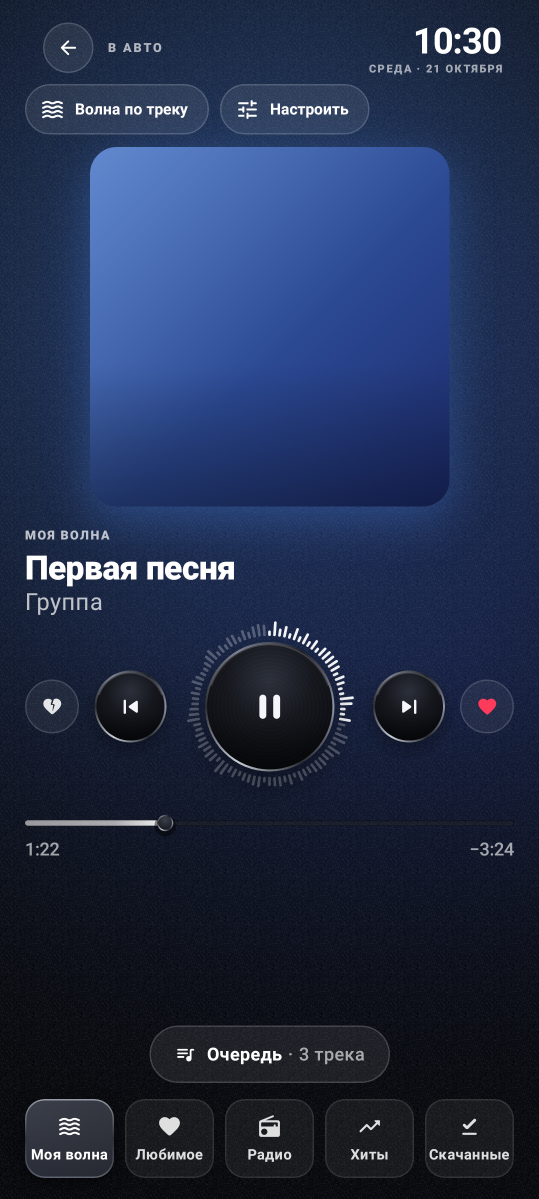 В АВТО
10:30
СРЕДА · 21 ОКТЯБРЯ
Волна по треку
Настроить
МОЯ ВОЛНА
Первая песня
Группа
1:22
−3:24
Очередь · 3 трека
Моя волна
Любимое
Радио
Хиты
Скачанные